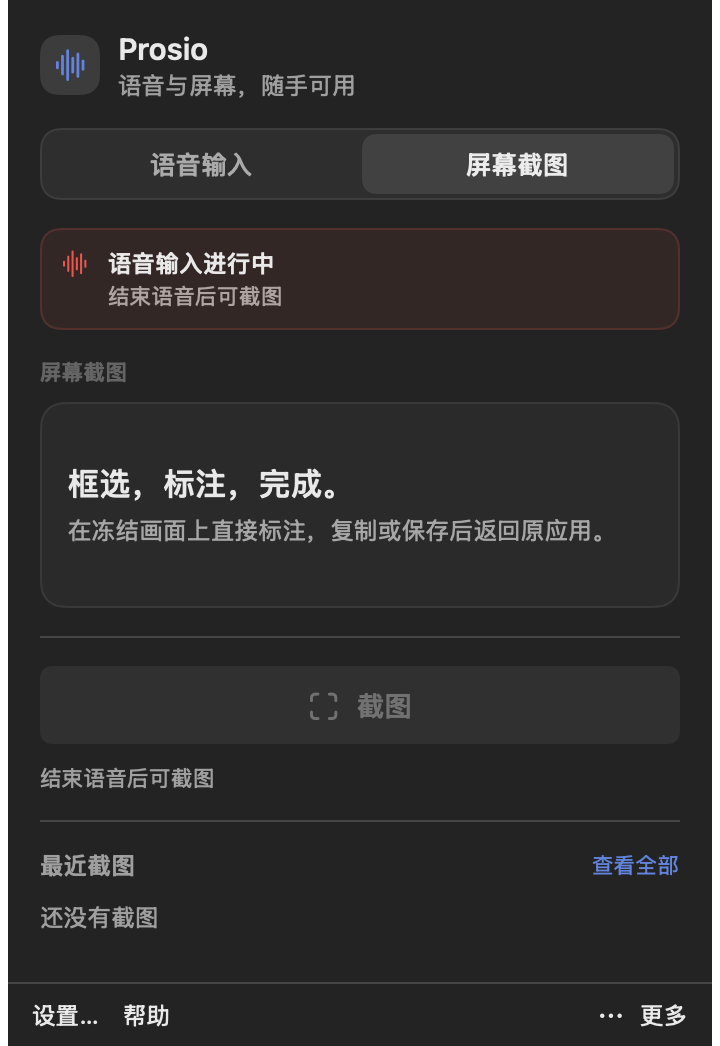 Prosio
语音与屏幕，随手可用
语音输入
屏幕截图
语音输入进行中
结束语音后可截图
屏幕截图
框选，标注，完成。
在冻结画面上直接标注，复制或保存后返回原应用。
截图
结束语音后可截图
最近截图
查看全部
还没有截图
设置... 帮助
··· 更多